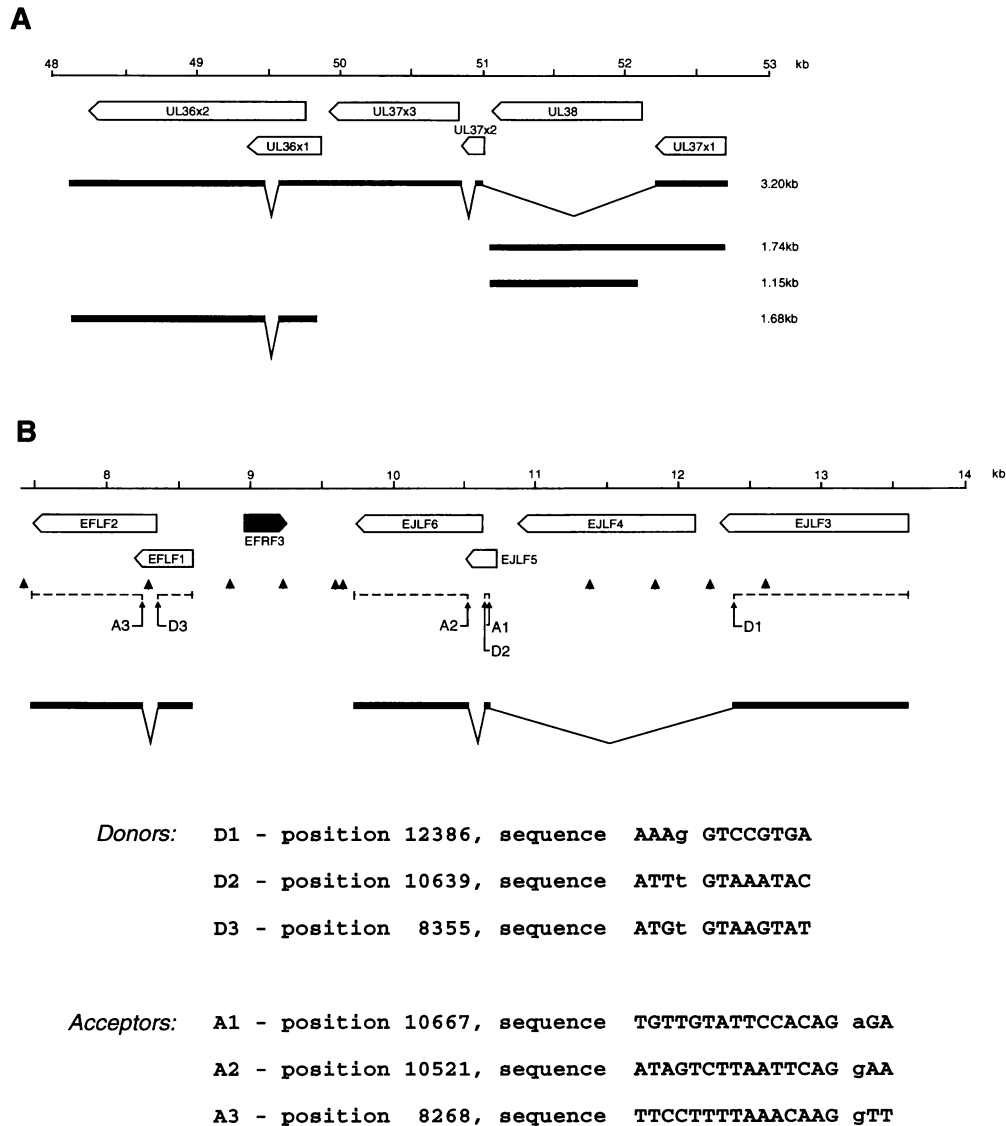 A
48 49 50 51 52 53 kb
UL36x2 UL37x3 UL38
UL37x2
UL36x1 UL37x1
3.20kb
1.74kb
1.15kb
1.68kb
B
8 9 10 11 12 13 14 kb
EFLF2 EJLF6 EJLF4 EJLF3
EFRF3
EFLF1 EJLF5
A3 D3 A2 A1 D1
D2
Donors: D1 - position 12386, sequence AAAg GTCCGTGA
D2 - position 10639, sequence ATTt GTAAATAC
D3 - position 8355, sequence ATGt GTAAGTAT
Acceptors: A1 - position 10667, sequence TGTTGTATTCCACAG aGA
A2 - position 10521, sequence ATAGTCTTAATTCAG gAA
A3 - position 8268, sequence TTCCTTTTAAACAAG gTT